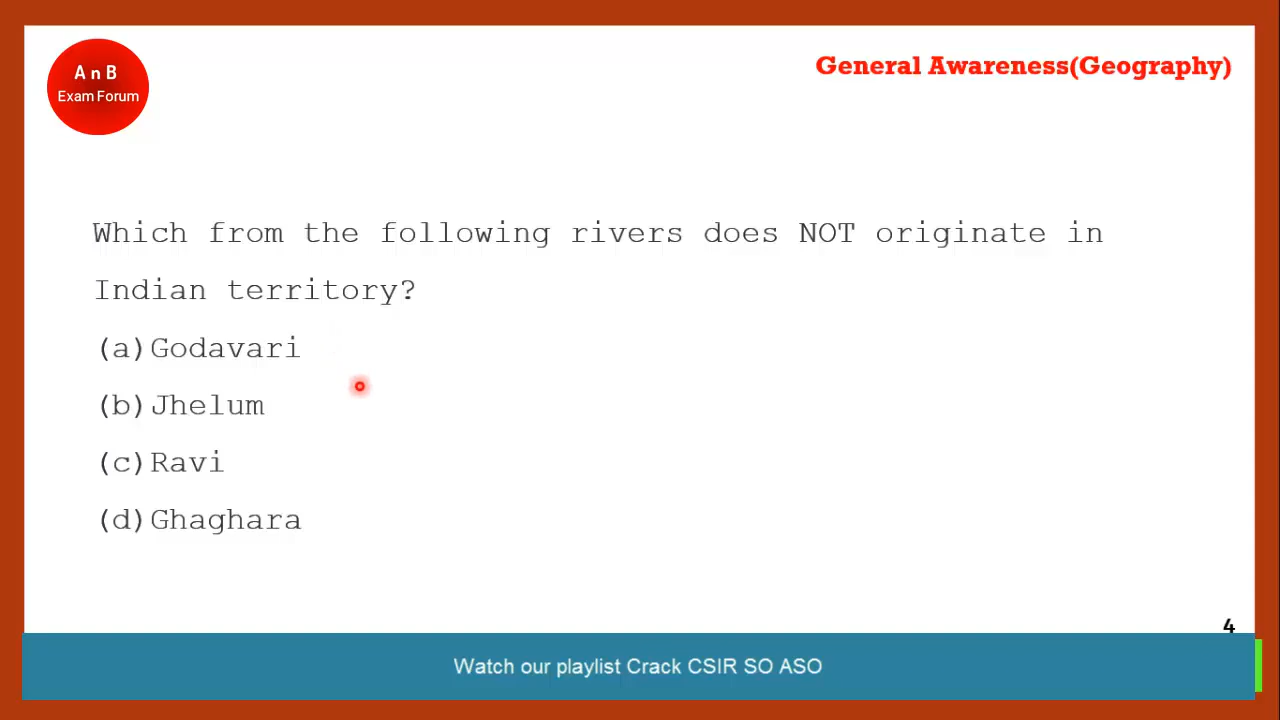 A n B
Exam Forum
General Awareness(Geography)
Which from the following rivers does NOT originate in
Indian territory?
(a)Godavari
(b)Jhelum
(c)Ravi
(d)Ghaghara
4
Watch our playlist Crack CSIR SO ASO